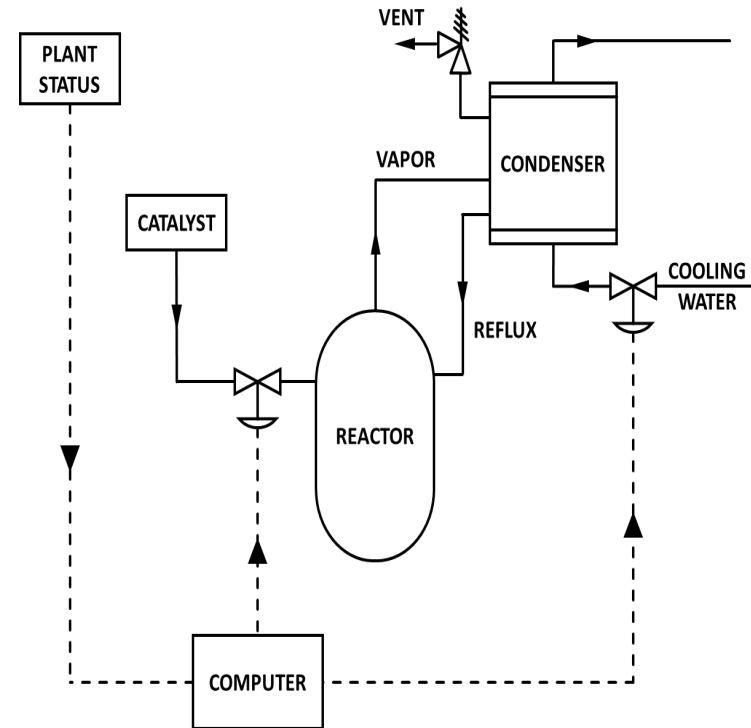 VENT
PLANT
STATUS
VAPOR
CONDENSER
CATALYST
COOLING
WATER
REFLUX
REACTOR
COMPUTER